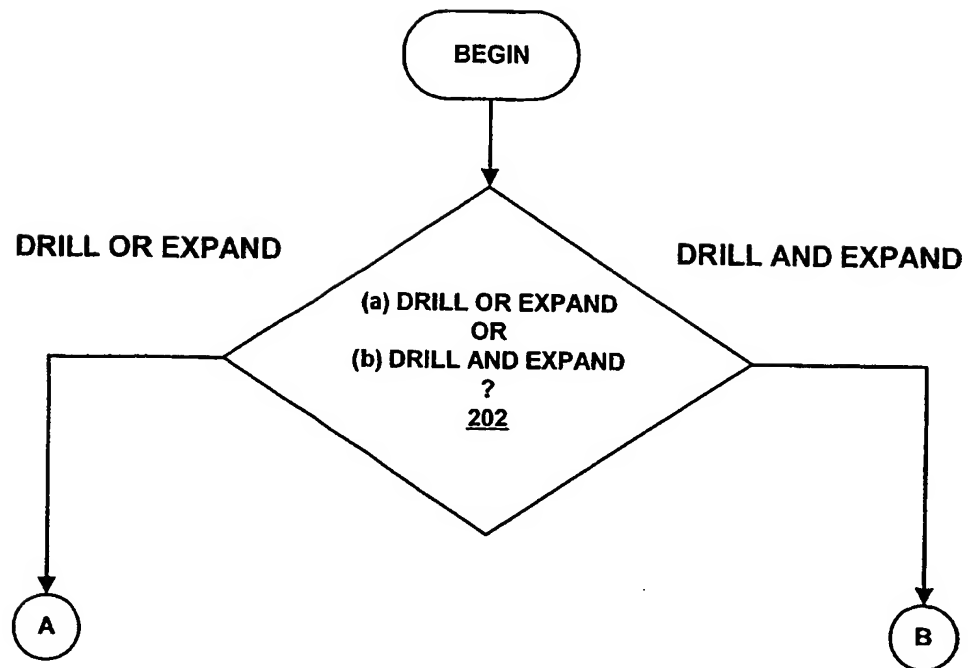 BEGIN
DRILL OR EXPAND
DRILL AND EXPAND
(a) DRILL OR EXPAND
OR
(b) DRILL AND EXPAND
?
202
A
B